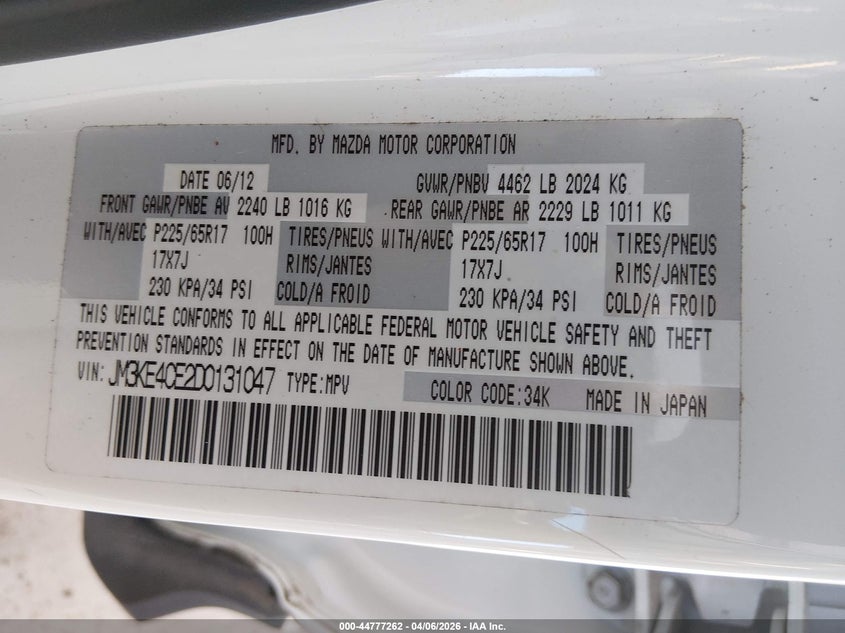 MFD. BY MAZDA MOTOR CORPORATION
DATE 06/12 GVWR/PNBV 4462 LB 2024 KG
FRONT GAWR/PNBE AV 2240 LB 1016 KG REAR GAWR/PNBE AR 2229 LB 1011 KG
WITH/AVEC P225/65R17 100H TIRES/PNEUS WITH/AVEC P225/65R17 100H TIRES/PNEUS
17X7J RIMS/JANTES 17X7J RIMS/JANTES
230 KPA/34 PSI COLD/A FROID 230 KPA/34 PSI COLD/A FROID
THIS VEHICLE CONFORMS TO ALL APPLICABLE FEDERAL MOTOR VEHICLE SAFETY AND THEFT
PREVENTION STANDARDS IN EFFECT ON THE DATE OF MANUFACTURE SHOWN ABOVE.
VIN: JM3KE4CE2D0131047 TYPE:MPV COLOR CODE:34K MADE IN JAPAN
000-44777262 - 04/06/2026 - IAA Inc.